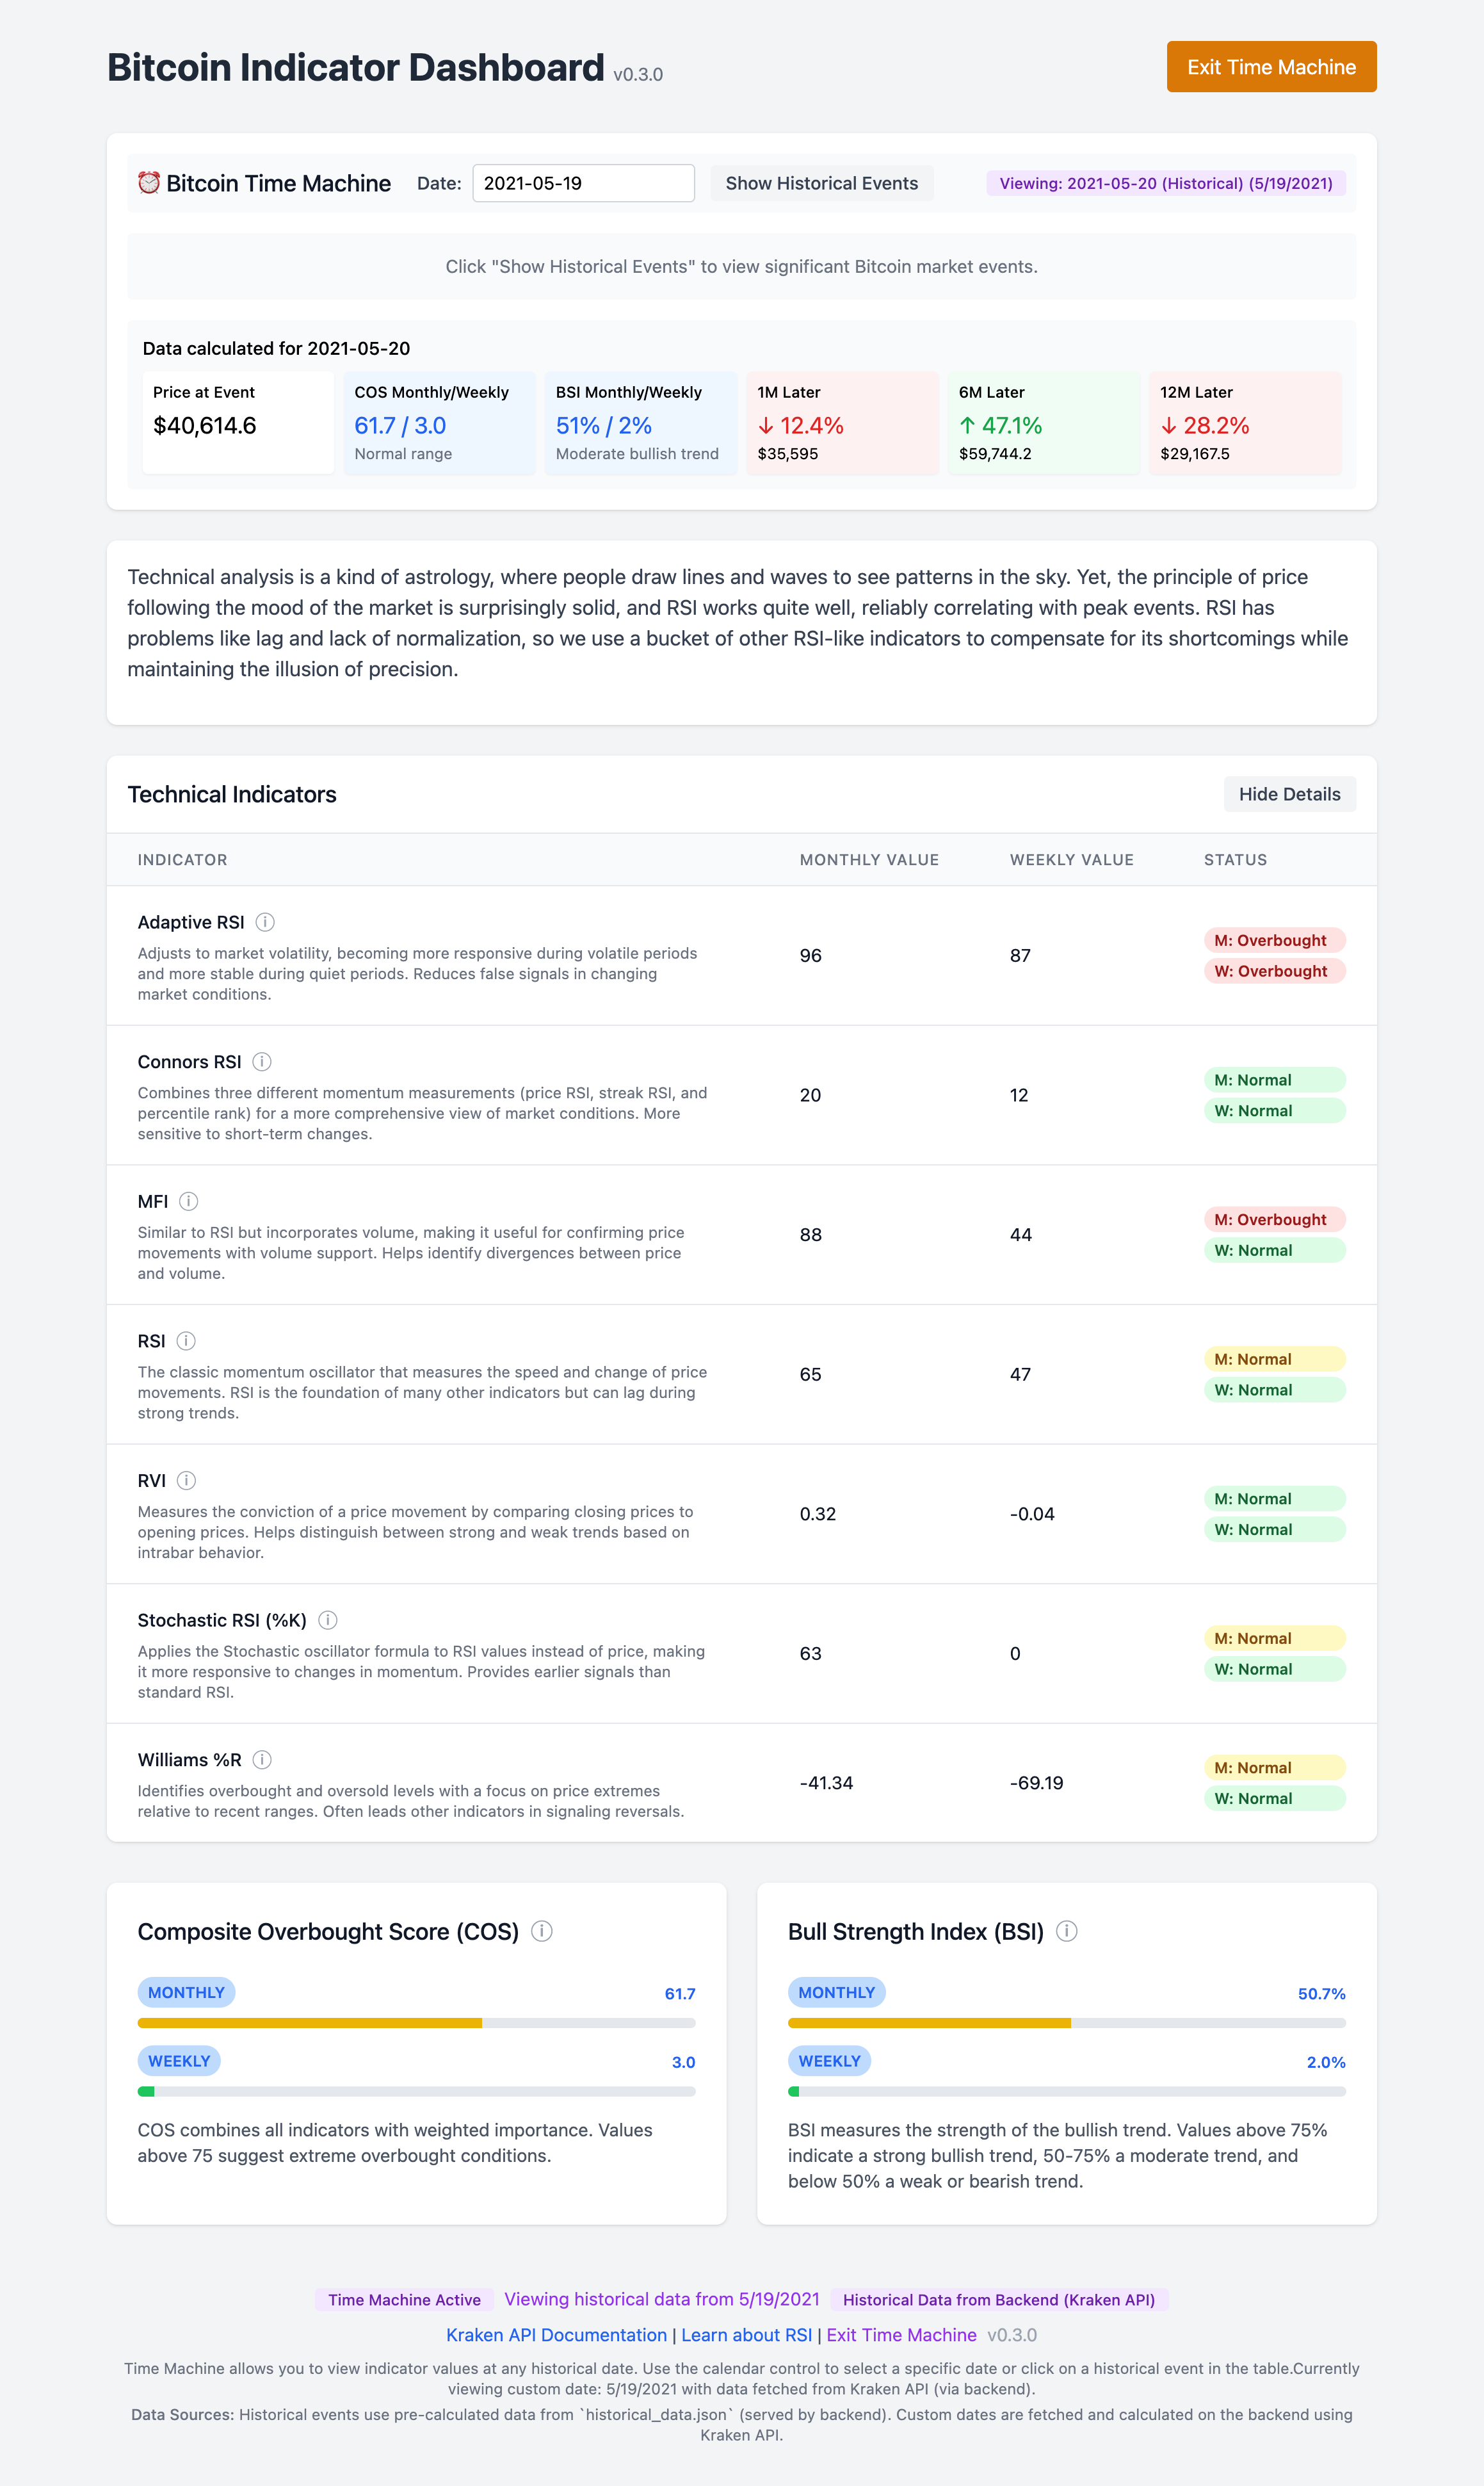 Bitcoin Indicator Dashboard v0.3.0
Exit Time Machine
⏰ Bitcoin Time Machine
Date: 2021-05-19
Show Historical Events
Viewing: 2021-05-20 (Historical) (5/19/2021)
Click "Show Historical Events" to view significant Bitcoin market events.
Data calculated for 2021-05-20
Price at Event
$40,614.6
COS Monthly/Weekly
61.7 / 3.0
Normal range
BSI Monthly/Weekly
51% / 2%
Moderate bullish trend
1M Later
↓ 12.4%
$35,595
6M Later
↑ 47.1%
$59,744.2
12M Later
↓ 28.2%
$29,167.5
Technical analysis is a kind of astrology, where people draw lines and waves to see patterns in the sky. Yet, the principle of price
following the mood of the market is surprisingly solid, and RSI works quite well, reliably correlating with peak events. RSI has
problems like lag and lack of normalization, so we use a bucket of other RSI-like indicators to compensate for its shortcomings while
maintaining the illusion of precision.
Technical Indicators
Hide Details
INDICATOR MONTHLY VALUE WEEKLY VALUE STATUS
Adaptive RSI
Adjusts to market volatility, becoming more responsive during volatile periods
and more stable during quiet periods. Reduces false signals in changing
market conditions.
96
87
M: Overbought
W: Overbought
Connors RSI
Combines three different momentum measurements (price RSI, streak RSI, and
percentile rank) for a more comprehensive view of market conditions. More
sensitive to short-term changes.
20
12
M: Normal
W: Normal
MFI
Similar to RSI but incorporates volume, making it useful for confirming price
movements with volume support. Helps identify divergences between price
and volume.
88
44
M: Overbought
W: Normal
RSI
The classic momentum oscillator that measures the speed and change of price
movements. RSI is the foundation of many other indicators but can lag during
strong trends.
65
47
M: Normal
W: Normal
RVI
Measures the conviction of a price movement by comparing closing prices to
opening prices. Helps distinguish between strong and weak trends based on
intrabar behavior.
0.32
-0.04
M: Normal
W: Normal
Stochastic RSI (%K)
Applies the Stochastic oscillator formula to RSI values instead of price, making
it more responsive to changes in momentum. Provides earlier signals than
standard RSI.
63
0
M: Normal
W: Normal
Williams %R
Identifies overbought and oversold levels with a focus on price extremes
relative to recent ranges. Often leads other indicators in signaling reversals.
-41.34
-69.19
M: Normal
W: Normal
Composite Overbought Score (COS)
MONTHLY 61.7
WEEKLY 3.0
COS combines all indicators with weighted importance. Values
above 75 suggest extreme overbought conditions.
Bull Strength Index (BSI)
MONTHLY 50.7%
WEEKLY 2.0%
BSI measures the strength of the bullish trend. Values above 75%
indicate a strong bullish trend, 50-75% a moderate trend, and
below 50% a weak or bearish trend.
Time Machine Active Viewing historical data from 5/19/2021 Historical Data from Backend (Kraken API)
Kraken API Documentation | Learn about RSI | Exit Time Machine v0.3.0
Time Machine allows you to view indicator values at any historical date. Use the calendar control to select a specific date or click on a historical event in the table.Currently
viewing custom date: 5/19/2021 with data fetched from Kraken API (via backend).
Data Sources: Historical events use pre-calculated data from `historical_data.json` (served by backend). Custom dates are fetched and calculated on the backend using
Kraken API.